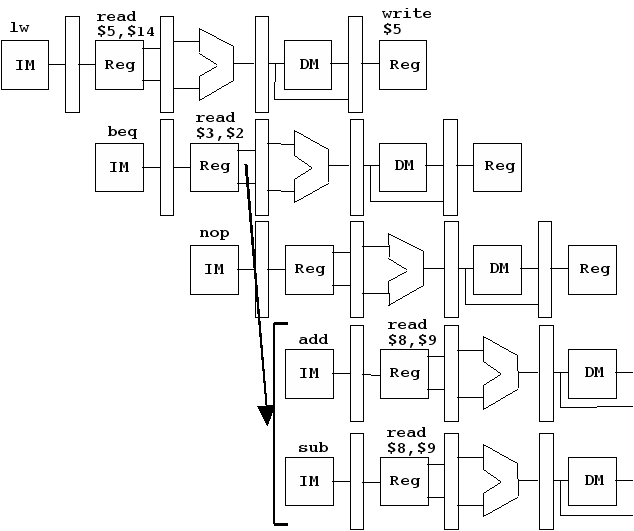 lw
read
$5,$14
write
$5
IM
Reg
DM
Reg
beq
read
$3,$2
IM
Reg
DM
Reg
nop
IM
Reg
DM
Reg
add
read
$8,$9
IM
Reg
DM
sub
read
$8,$9
IM
Reg
DM